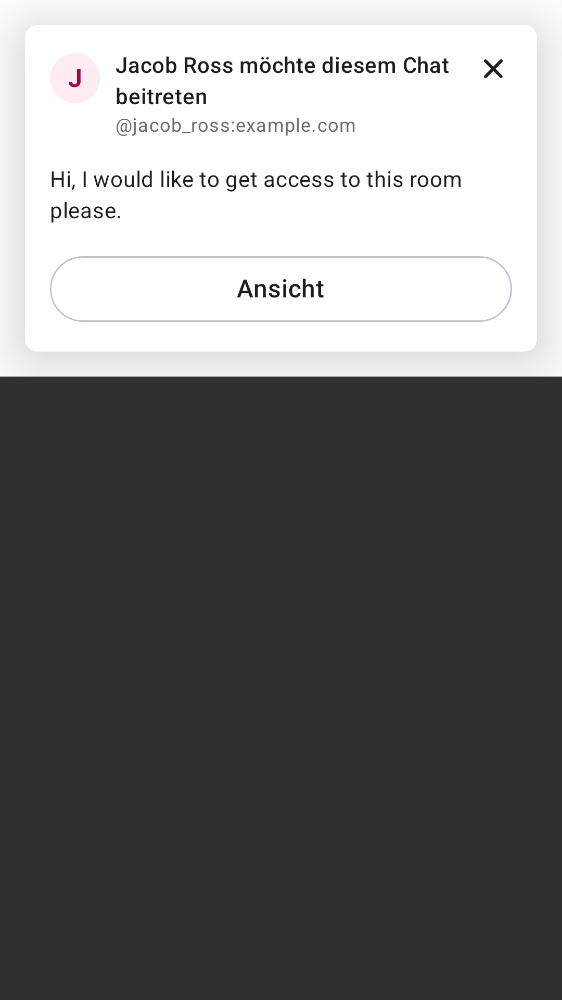 J
Jacob Ross möchte diesem Chat
beitreten
@jacob_ross:example.com
Hi, I would like to get access to this room
please.
Ansicht